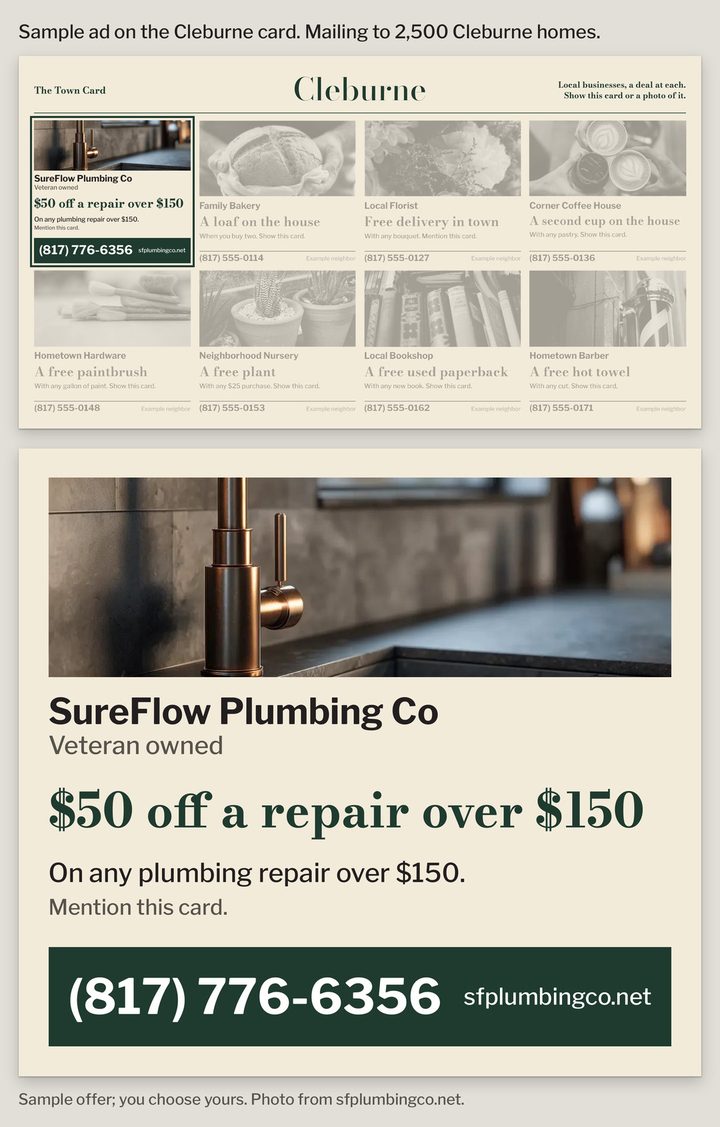 Sample ad on the Cleburne card. Mailing to 2,500 Cleburne homes.
The Town Card
Cleburne
Local businesses, a deal at each.
Show this card or a photo of it.
SureFlow Plumbing Co
Veteran owned
$50 off a repair over $150
On any plumbing repair over $150.
Mention this card.
(817) 776-6356 sfplumbingco.net
Family Bakery
A loaf on the house
When you buy two. Show this card.
(817) 555-0114 Example neighbor
Local Florist
Free delivery in town
With any bouquet. Mention this card.
(817) 555-0127 Example neighbor
Corner Coffee House
A second cup on the house
With any pastry. Show this card.
(817) 555-0136 Example neighbor
Hometown Hardware
A free paintbrush
With any gallon of paint. Show this card.
(817) 555-0148 Example neighbor
Neighborhood Nursery
A free plant
With any $25 purchase. Show this card.
(817) 555-0153 Example neighbor
Local Bookshop
A free used paperback
With any new book. Show this card.
(817) 555-0162 Example neighbor
Hometown Barber
A free hot towel
With any cut. Show this card.
(817) 555-0171 Example neighbor
SureFlow Plumbing Co
Veteran owned
$50 off a repair over $150
On any plumbing repair over $150.
Mention this card.
(817) 776-6356 sfplumbingco.net
Sample offer; you choose yours. Photo from sfplumbingco.net.